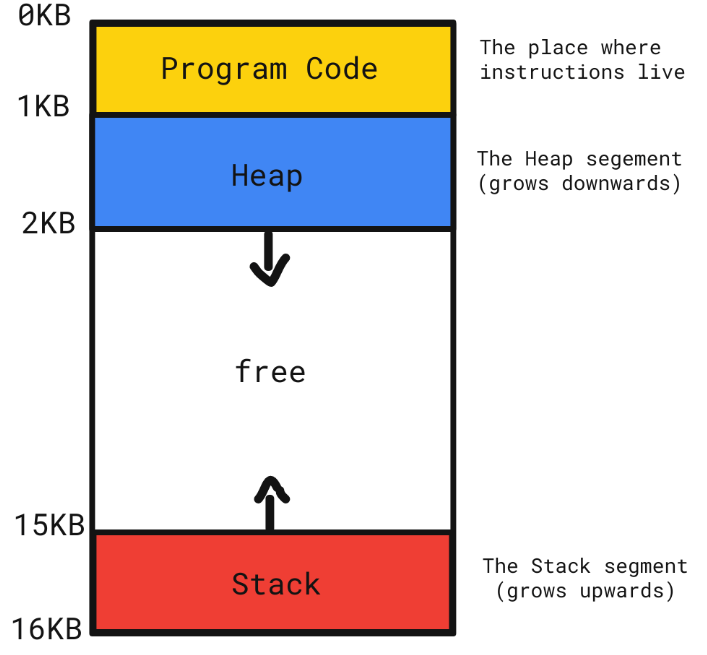 0KB
Program Code
The place where
instructions live
1KB
Heap
The Heap segement
(grows downwards)
2KB
free
15KB
Stack
The Stack segment
(grows upwards)
16KB